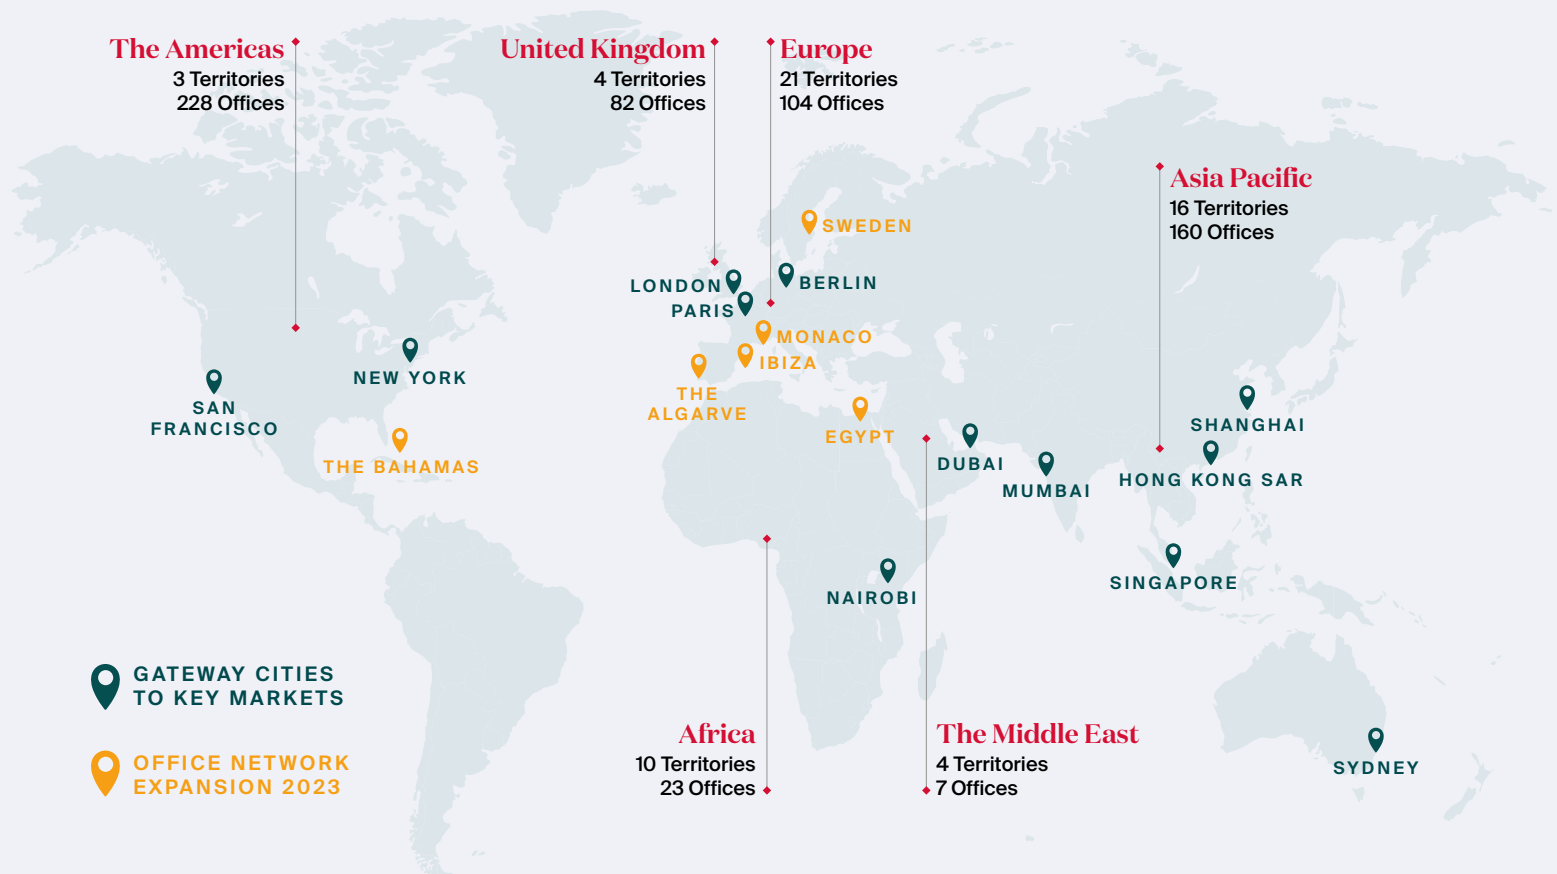 The Americas
3 Territories
228 Offices
United Kingdom
4 Territories
82 Offices
Europe
21 Territories
104 Offices
Asia Pacific
16 Territories
160 Offices
SWEDEN
LONDON
BERLIN
PARIS
MONACO
IBIZA
THE
ALGARVE
EGYPT
NEW YORK
SAN
FRANCISCO
THE BAHAMAS
DUBAI
MUMBAI
SHANGHAI
HONG KONG SAR
SINGAPORE
NAIROBI
SYDNEY
GATEWAY CITIES
TO KEY MARKETS
OFFICE NETWORK
EXPANSION 2023
Africa
10 Territories
23 Offices
The Middle East
4 Territories
7 Offices